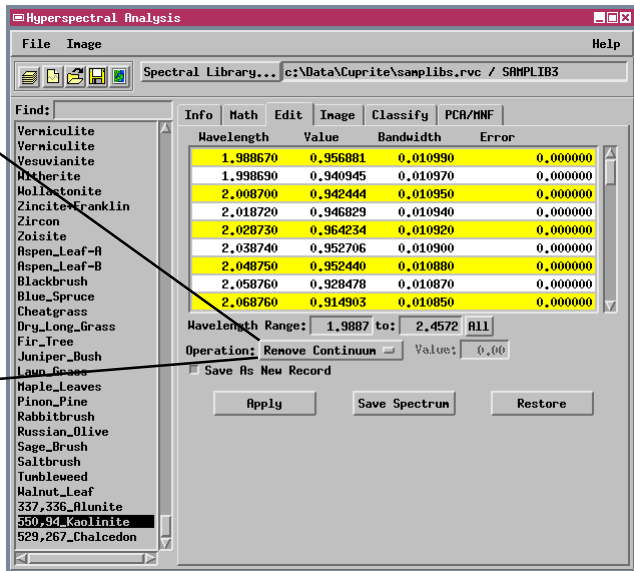 Hyperspectral Analysis
File Image Help
Spectral Library... c:\Data\Cuprite\samplibs.rvc / SAMPLIB3
Find:
Vermiculite
Vermiculite
Vesuvianite
Witherite
Wollastonite
Zincite+Franklin
Zircon
Zoisite
Aspen_Leaf-A
Aspen_Leaf-B
Blackbrush
Blue_Spruce
Cheatgrass
Dry_Long_Grass
Fir_Tree
Juniper_Bush
Lawn_Grass
Maple_Leaves
Pinon_Pine
Rabbitbrush
Russian_Olive
Sage_Brush
Saltbrush
Tumbleweed
Walnut_Leaf
337,336_Alunite
550,94_Kaolinite
529,267_Chalcedon
Info Math Edit Image Classify PCA/MNF
Wavelength Value Bandwidth Error
1.988670 0.956881 0.010990 0.000000
1.998690 0.940945 0.010970 0.000000
2.008700 0.942444 0.010950 0.000000
2.018720 0.946829 0.010940 0.000000
2.028730 0.964234 0.010920 0.000000
2.038740 0.952706 0.010900 0.000000
2.048750 0.952440 0.010880 0.000000
2.058760 0.928478 0.010870 0.000000
2.068760 0.914903 0.010850 0.000000
Wavelength Range: 1.9887 to: 2.4572 All
Operation: Remove Continuum Value: 0.00
Save As New Record
Apply Save Spectrum Restore